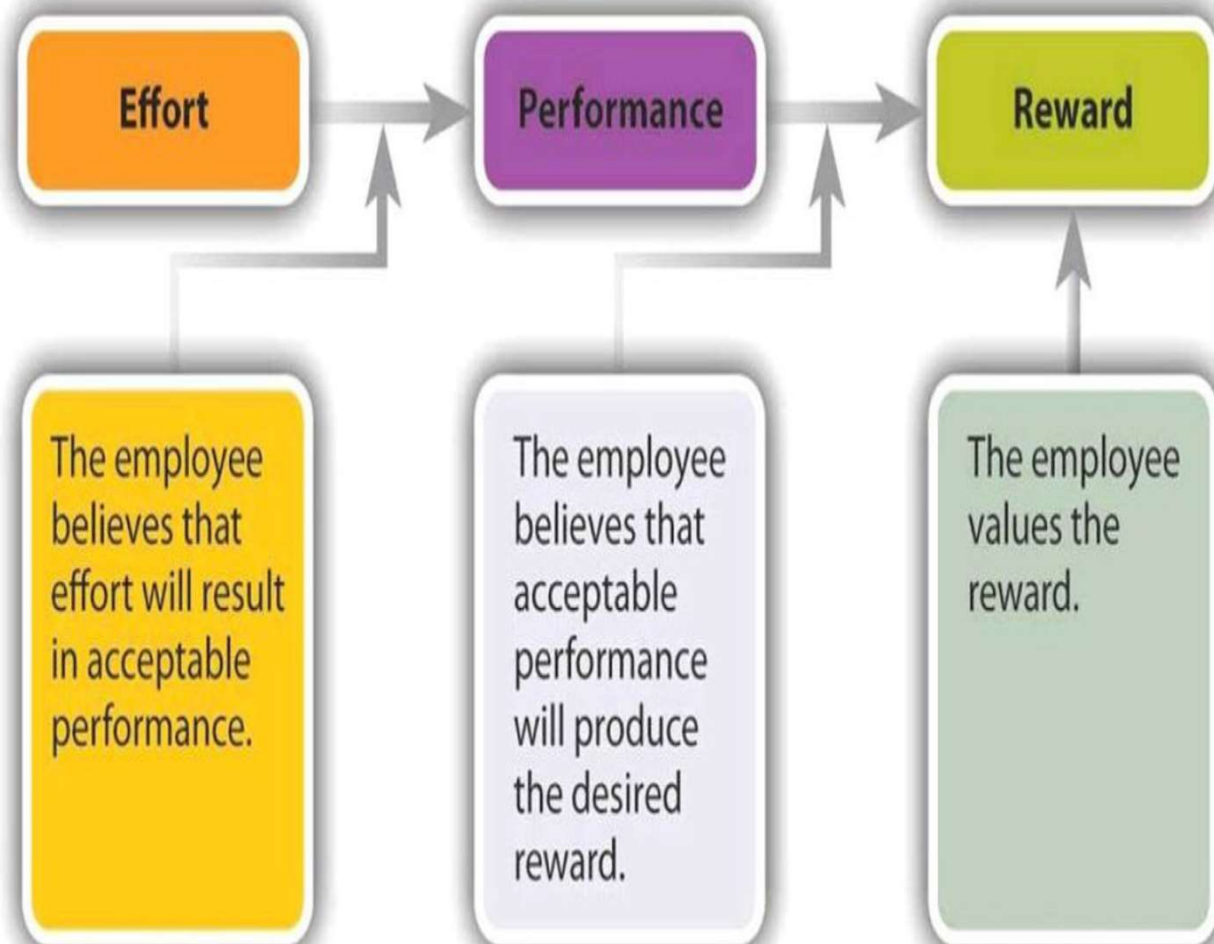 Effort
Performance
Reward
The employee
believes that
effort will result
in acceptable
performance.
The employee
believes that
acceptable
performance
will produce
the desired
reward.
The employee
values the
reward.